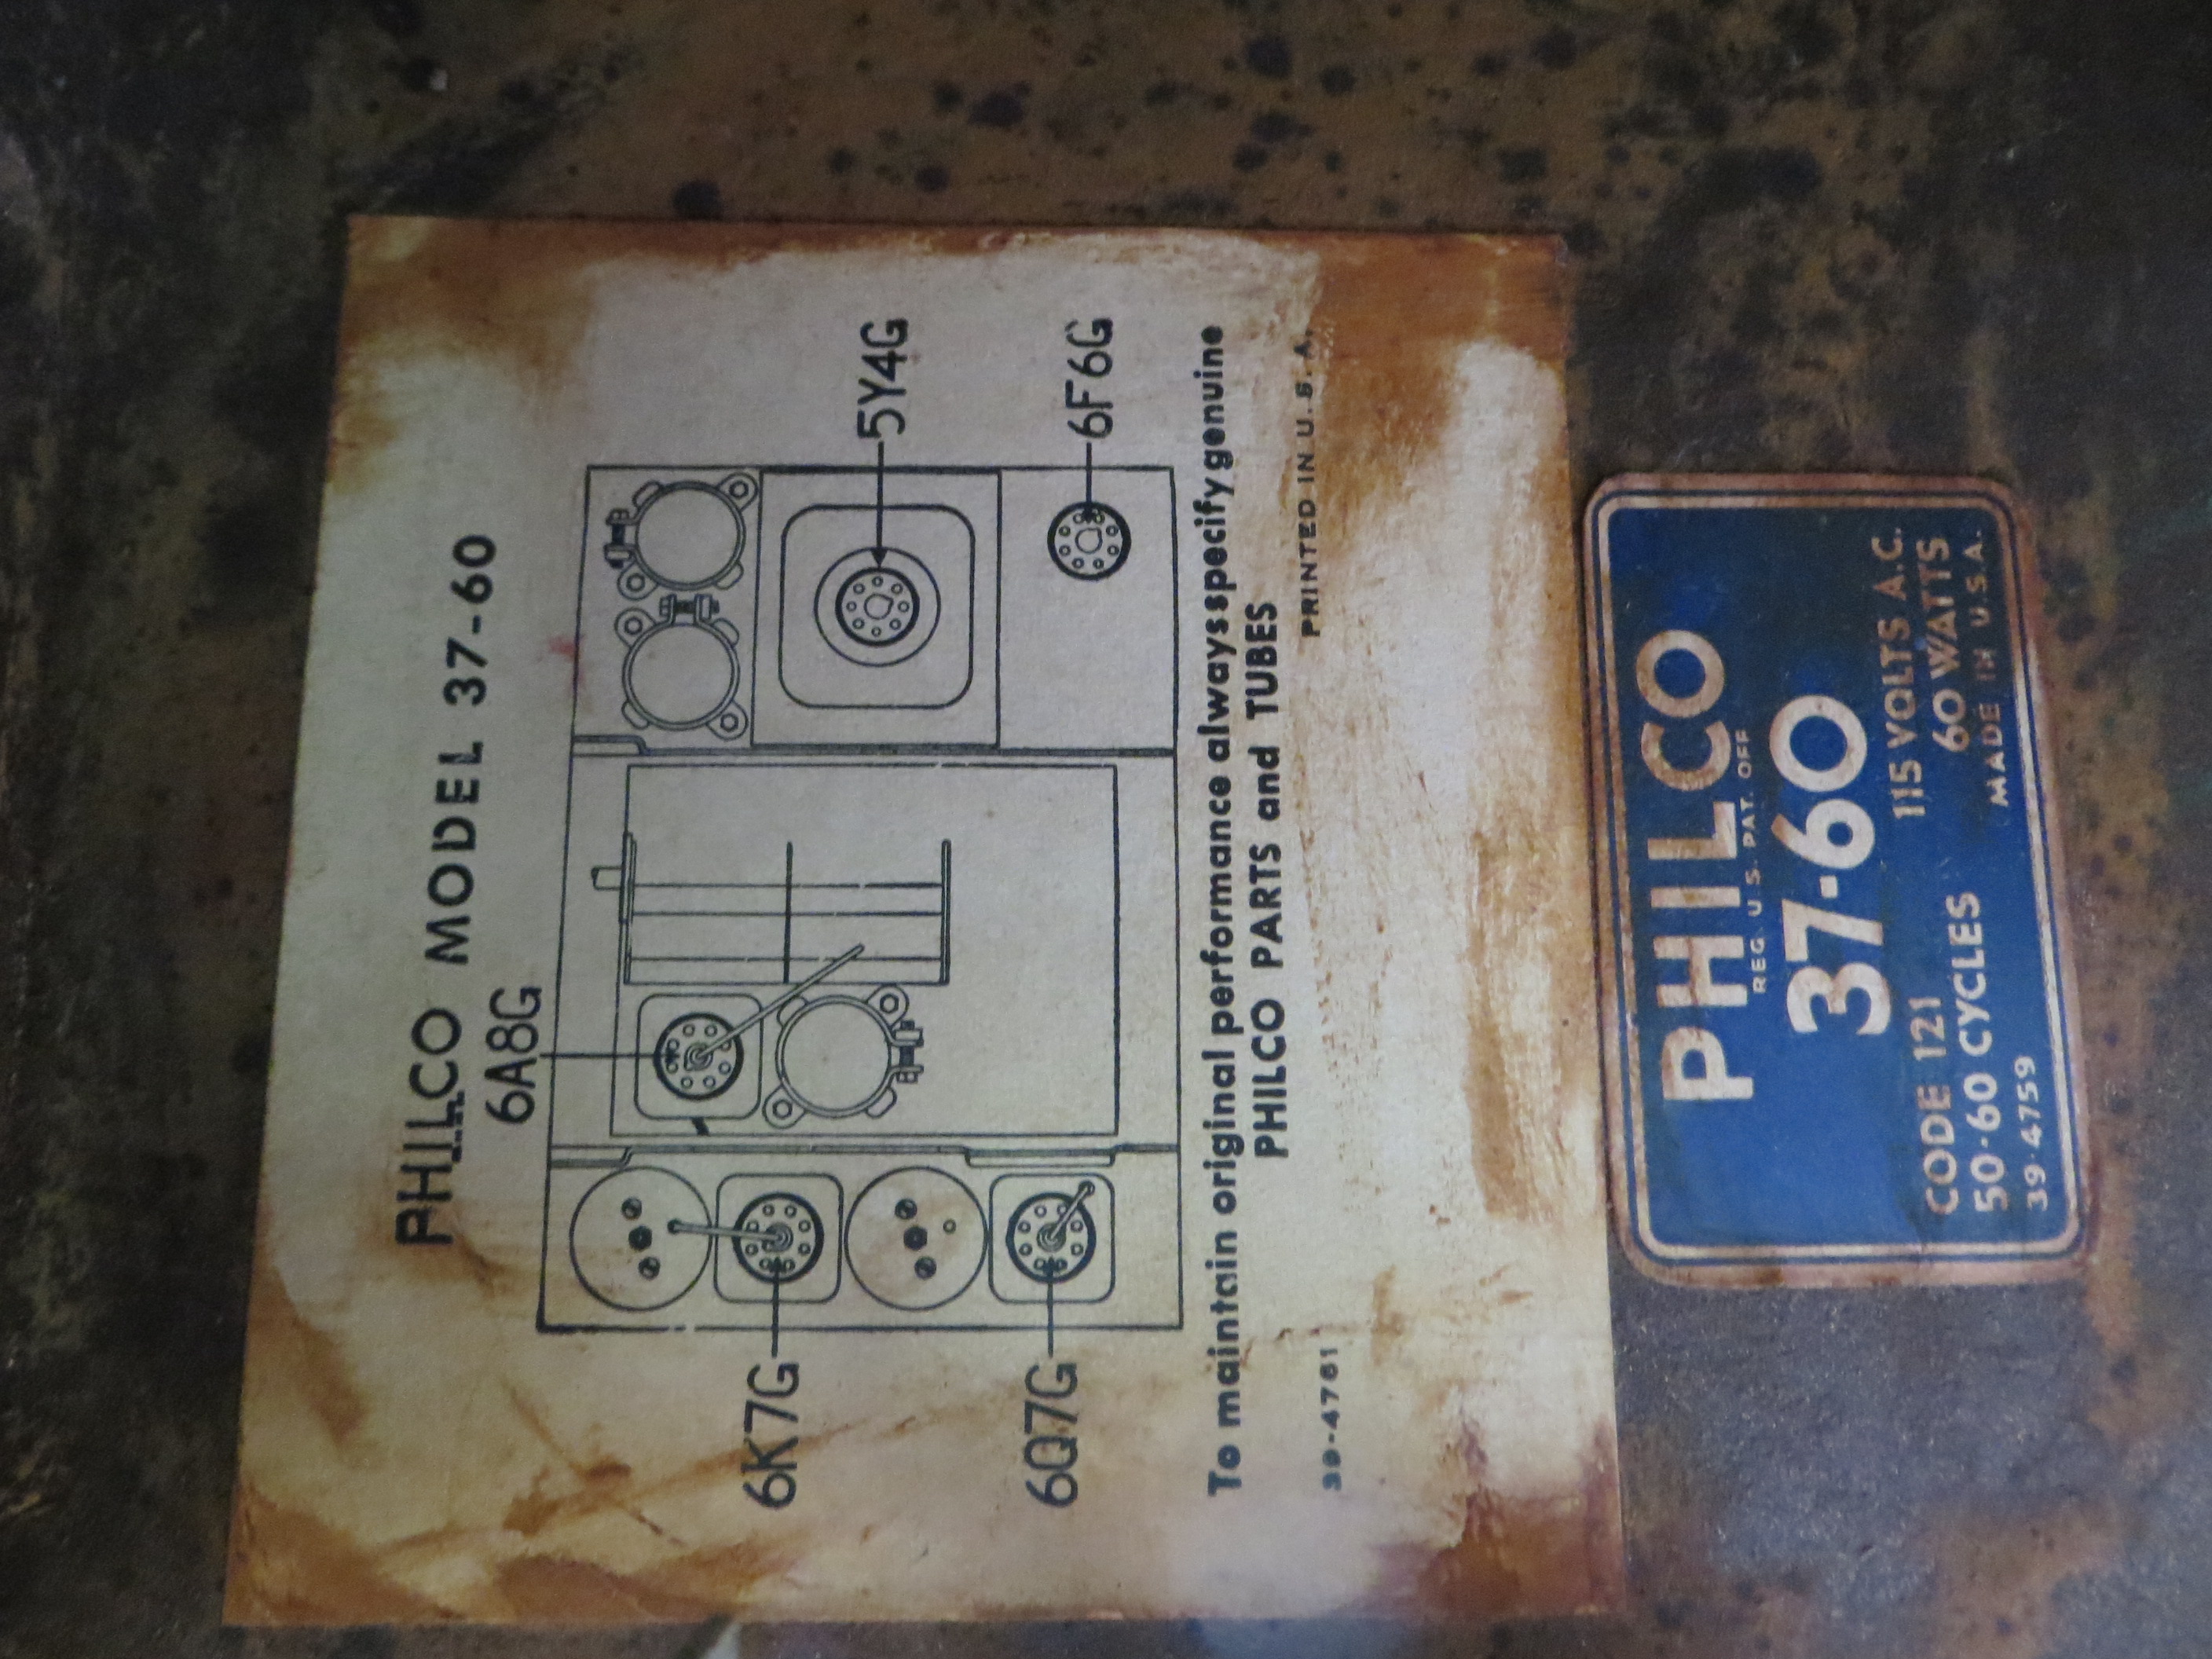 PHILCO MODEL 37-60
6A8G
5Y4G
6K7G
6Q7G
6F6G
To maintain original performance always specify genuine
PHILCO PARTS and TUBES
39-4761
PRINTED IN U.S.A.
PHILCO
REG. U.S. PAT. OFF
37-60
CODE 121
115 VOLTS A.C.
50-60 CYCLES
60 WATTS
39-4759
MADE IN U.S.A.